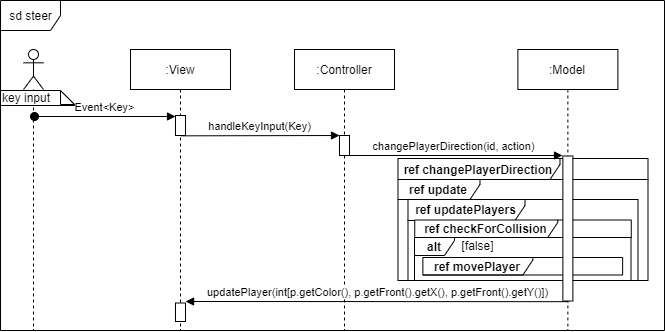 sd steer
:View
:Controller
:Model
key input
Event<Key>
handleKeyInput(Key)
changePlayerDirection(id, action)
ref changePlayerDirection
ref update
ref updatePlayers
ref checkForCollision
alt [false]
ref movePlayer
updatePlayer(int[p.getColor(), p.getFront().getX(), p.getFront().getY()])